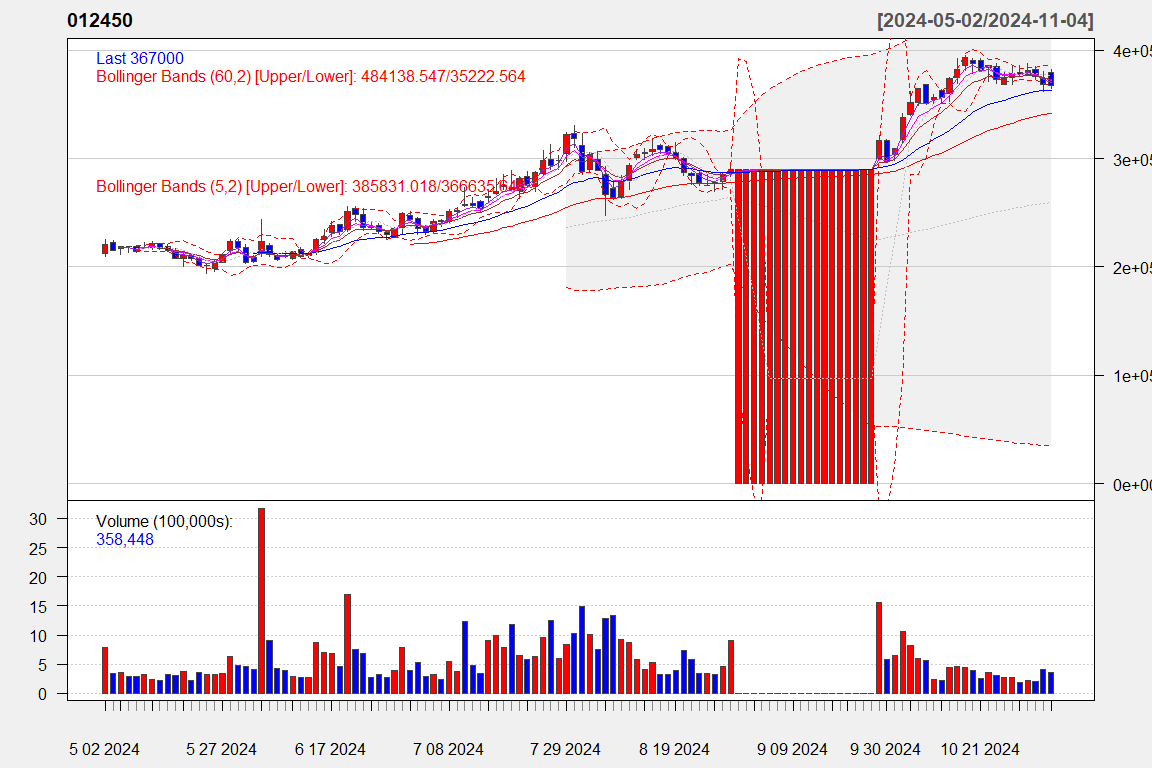 012450 [2024-05-02/2024-11-04]
Last 367000
Bollinger Bands (60,2) [Upper/Lower]: 484138.547/35222.564
Bollinger Bands (5,2) [Upper/Lower]: 385831.018/366635
4e+05
3e+05
2e+05
1e+05
0e+00
Volume (100,000s):
358,448
30
25
20
15
10
5
0
5 02 2024 5 27 2024 6 17 2024 7 08 2024 7 29 2024 8 19 2024 9 09 2024 9 30 2024 10 21 2024